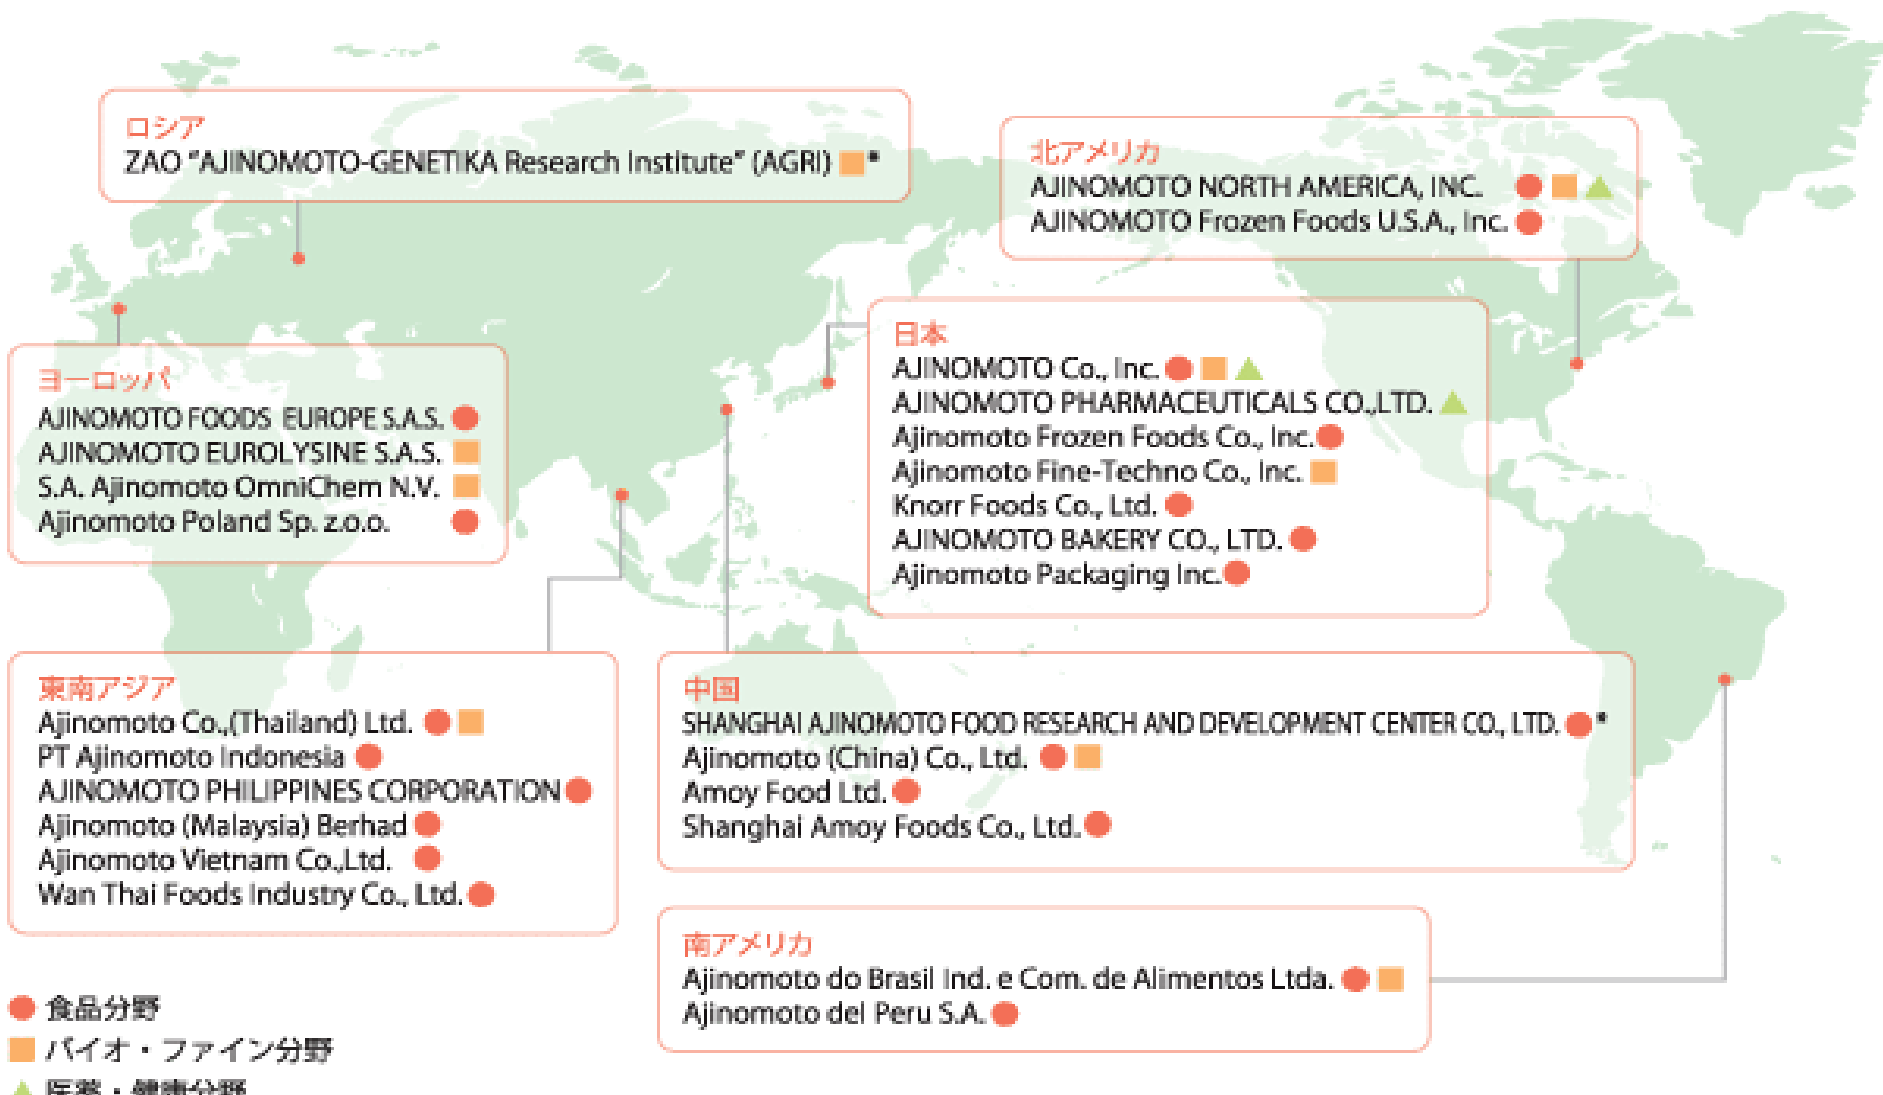 ロシア
ZAO "AJINOMOTO-GENETIKA Research Institute" (AGRI) *
北アメリカ
AJINOMOTO NORTH AMERICA, INC.
AJINOMOTO Frozen Foods U.S.A., Inc.
日本
AJINOMOTO Co., Inc.
AJINOMOTO PHARMACEUTICALS CO.,LTD.
Ajinomoto Frozen Foods Co., Inc.
Ajinomoto Fine-Techno Co., Inc.
Knorr Foods Co., Ltd.
AJINOMOTO BAKERY CO., LTD.
Ajinomoto Packaging Inc.
ヨーロッパ
AJINOMOTO FOODS EUROPE S.A.S.
AJINOMOTO EUROLYSINE S.A.S.
S.A. Ajinomoto OmniChem N.V.
Ajinomoto Poland Sp. z.o.o.
東南アジア
Ajinomoto Co.,(Thailand) Ltd.
PT Ajinomoto Indonesia
AJINOMOTO PHILIPPINES CORPORATION
Ajinomoto (Malaysia) Berhad
Ajinomoto Vietnam Co.,Ltd.
Wan Thai Foods Industry Co., Ltd.
中国
SHANGHAI AJINOMOTO FOOD RESEARCH AND DEVELOPMENT CENTER CO., LTD. *
Ajinomoto (China) Co., Ltd.
Amoy Food Ltd.
Shanghai Amoy Foods Co., Ltd.
南アメリカ
Ajinomoto do Brasil Ind. e Com. de Alimentos Ltda.
Ajinomoto del Peru S.A.
食品分野
バイオ・ファイン分野
医薬・健康分野